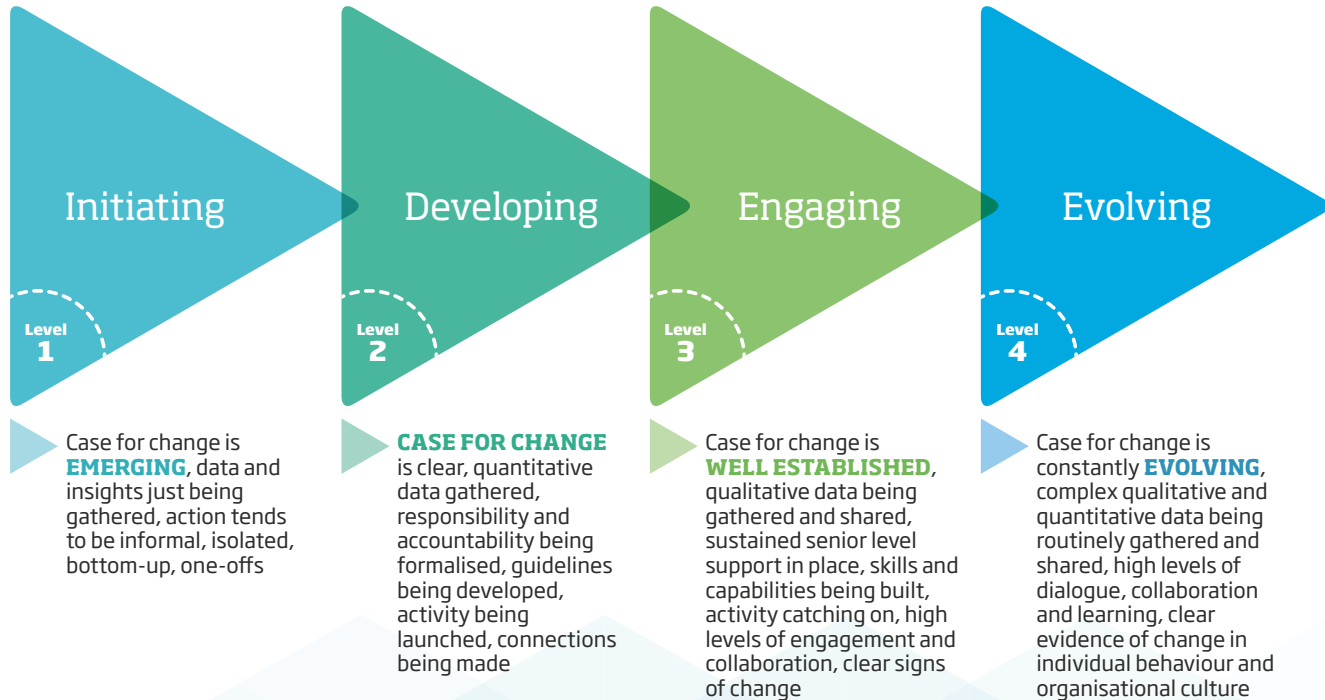 Initiating
Level
1
Case for change is
EMERGING, data and
insights just being
gathered, action tends
to be informal, isolated,
bottom-up, one-offs
Developing
Level
2
CASE FOR CHANGE
is clear, quantitative
data gathered,
responsibility and
accountability being
formalised, guidelines
being developed,
activity being
launched, connections
being made
Engaging
Level
3
Case for change is
WELL ESTABLISHED,
qualitative data being
gathered and shared,
sustained senior level
support in place, skills and
capabilities being built,
activity catching on, high
levels of engagement and
collaboration, clear signs
of change
Evolving
Level
4
Case for change is
constantly EVOLVING,
complex qualitative and
quantitative data being
routinely gathered and
shared, high levels of
dialogue, collaboration
and learning, clear
evidence of change in
individual behaviour and
organisational culture